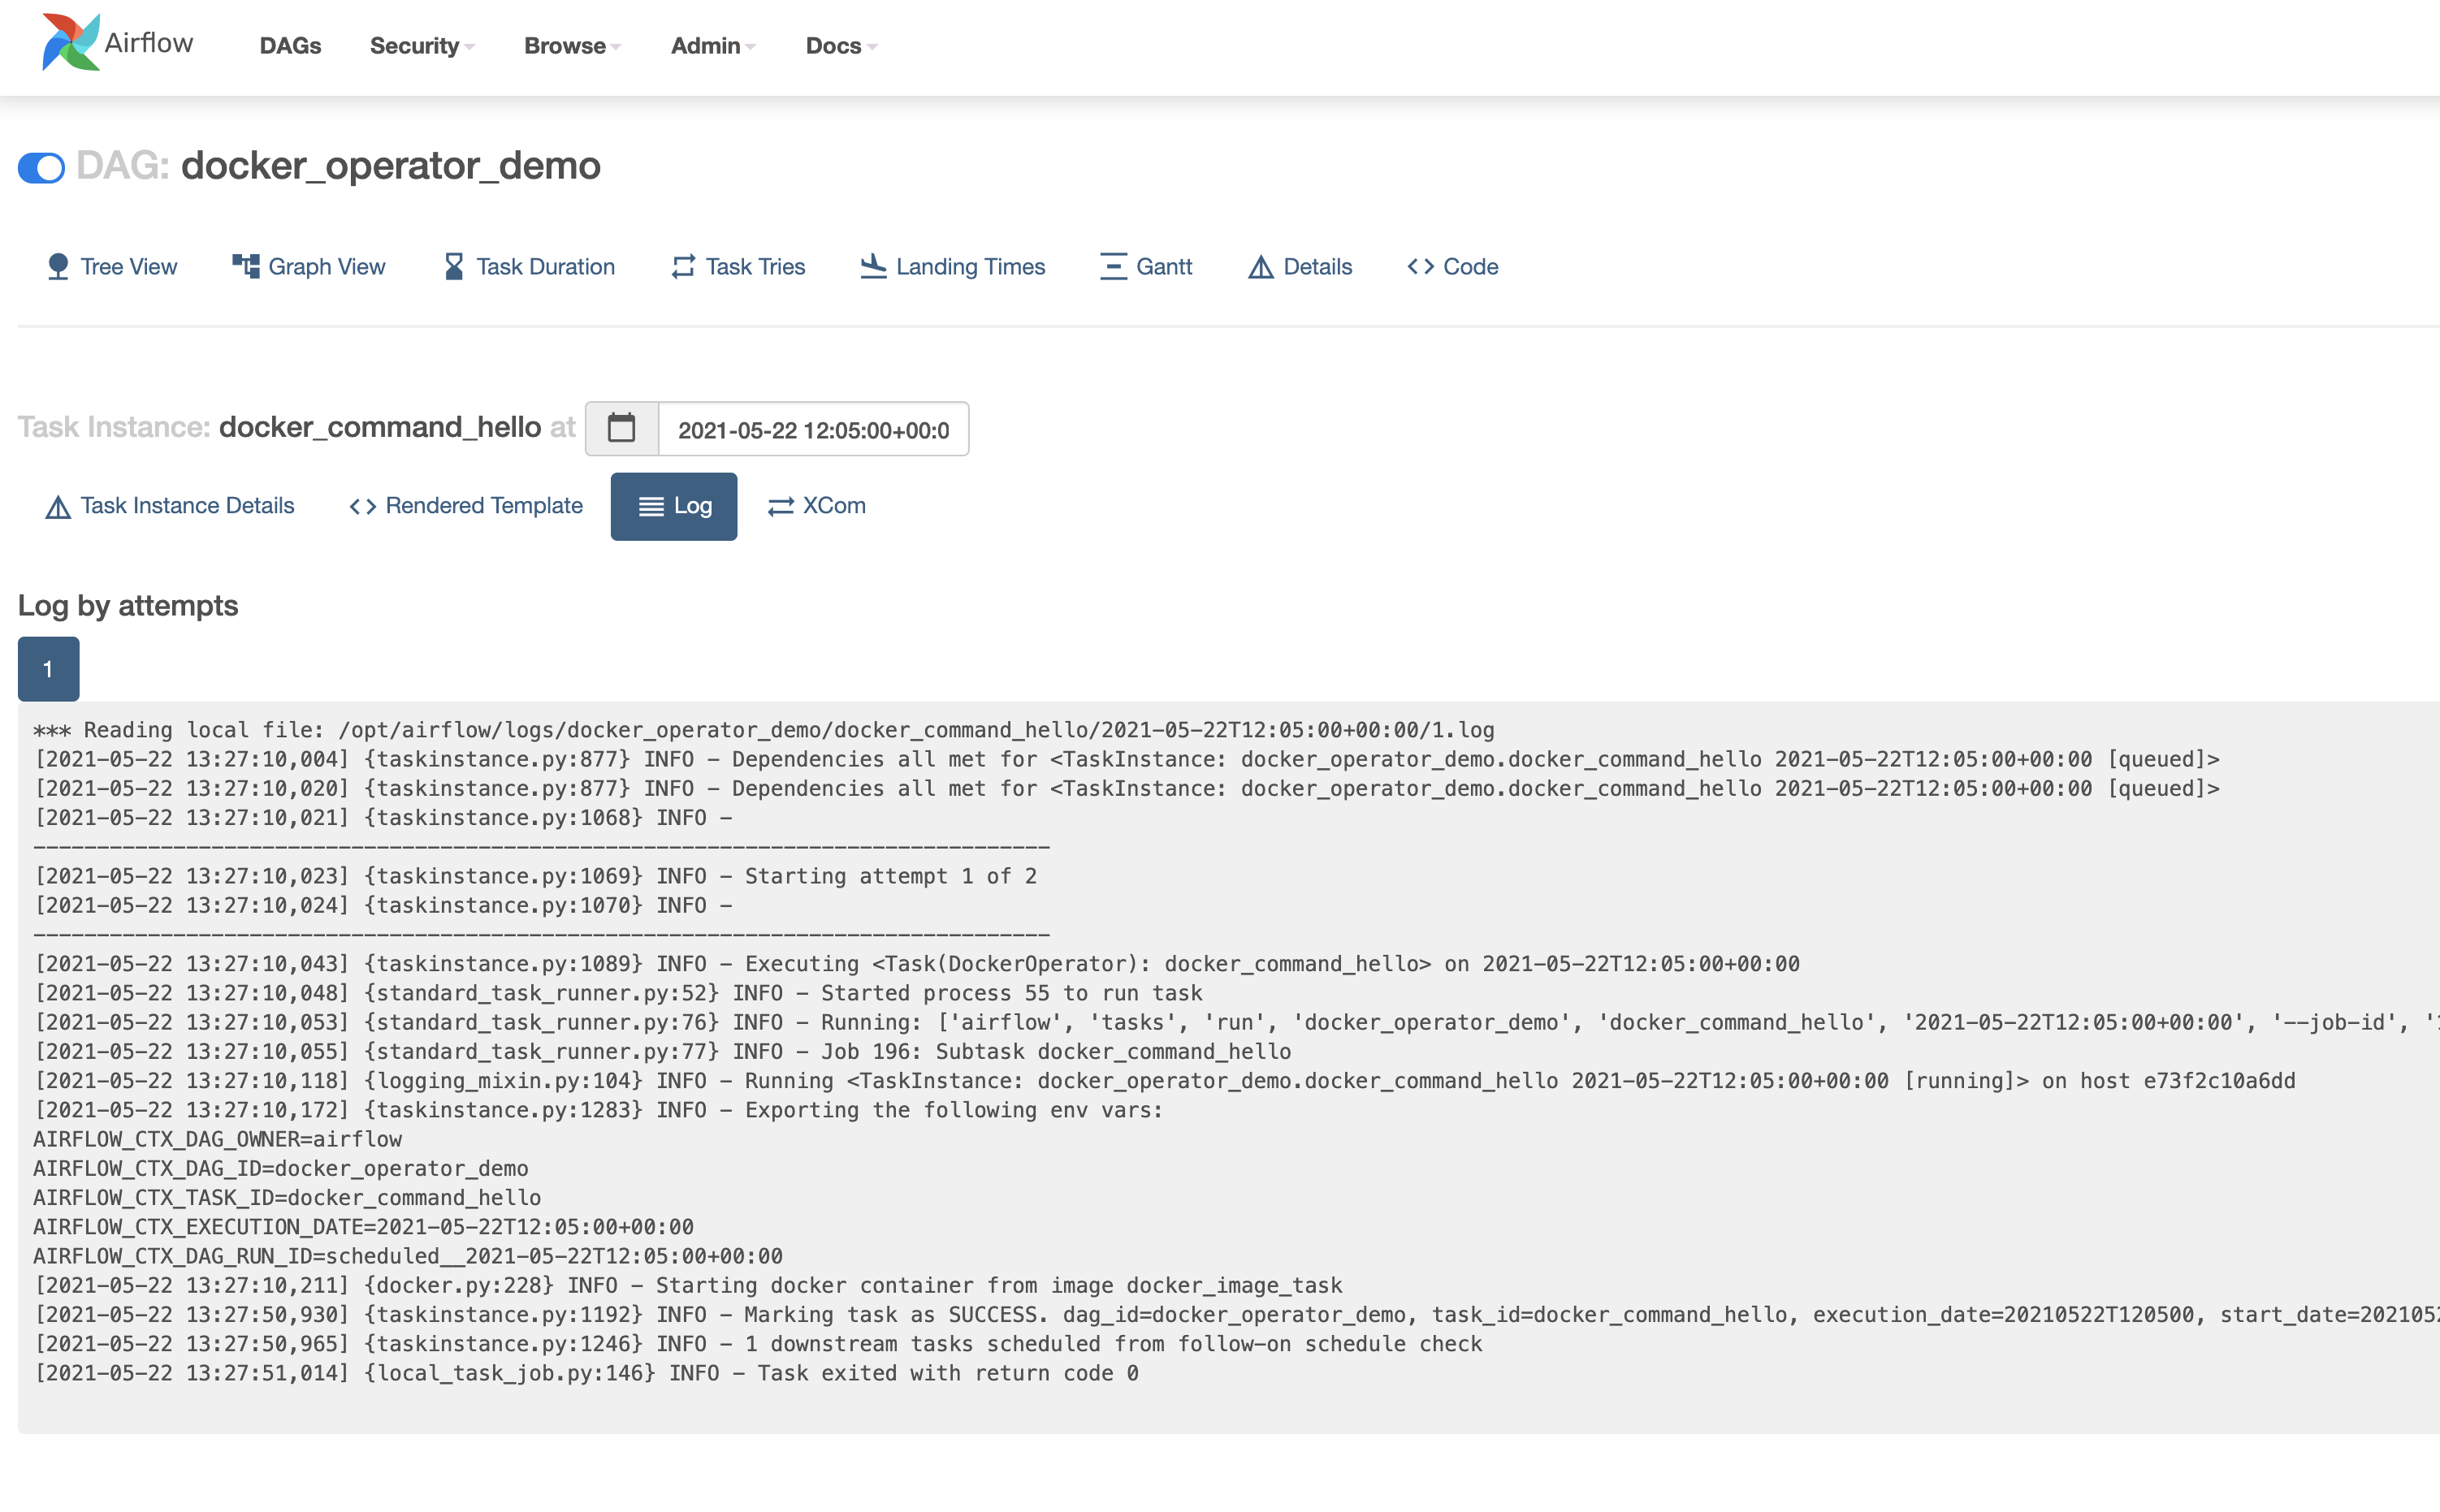 Airflow DAGs Security Browse Admin Docs
DAG: docker_operator_demo
Tree View Graph View Task Duration Task Tries Landing Times Gantt Details Code
Task Instance: docker_command_hello at 2021-05-22 12:05:00+00:0
Task Instance Details Rendered Template Log XCom
Log by attempts
1
*** Reading local file: /opt/airflow/logs/docker_operator_demo/docker_command_hello/2021-05-22T12:05:00+00:00/1.log
[2021-05-22 13:27:10,004] {taskinstance.py:877} INFO - Dependencies all met for <TaskInstance: docker_operator_demo.docker_command_hello 2021-05-22T12:05:00+00:00 [queued]>
[2021-05-22 13:27:10,020] {taskinstance.py:877} INFO - Dependencies all met for <TaskInstance: docker_operator_demo.docker_command_hello 2021-05-22T12:05:00+00:00 [queued]>
[2021-05-22 13:27:10,021] {taskinstance.py:1068} INFO -
--------------------------------------------------------------------------------
[2021-05-22 13:27:10,023] {taskinstance.py:1069} INFO - Starting attempt 1 of 2
[2021-05-22 13:27:10,024] {taskinstance.py:1070} INFO -
--------------------------------------------------------------------------------
[2021-05-22 13:27:10,043] {taskinstance.py:1089} INFO - Executing <Task(DockerOperator): docker_command_hello> on 2021-05-22T12:05:00+00:00
[2021-05-22 13:27:10,048] {standard_task_runner.py:52} INFO - Started process 55 to run task
[2021-05-22 13:27:10,053] {standard_task_runner.py:76} INFO - Running: ['airflow', 'tasks', 'run', 'docker_operator_demo', 'docker_command_hello', '2021-05-22T12:05:00+00:00', '--job-id', '
[2021-05-22 13:27:10,055] {standard_task_runner.py:77} INFO - Job 196: Subtask docker_command_hello
[2021-05-22 13:27:10,118] {logging_mixin.py:104} INFO - Running <TaskInstance: docker_operator_demo.docker_command_hello 2021-05-22T12:05:00+00:00 [running]> on host e73f2c10a6dd
[2021-05-22 13:27:10,172] {taskinstance.py:1283} INFO - Exporting the following env vars:
AIRFLOW_CTX_DAG_OWNER=airflow
AIRFLOW_CTX_DAG_ID=docker_operator_demo
AIRFLOW_CTX_TASK_ID=docker_command_hello
AIRFLOW_CTX_EXECUTION_DATE=2021-05-22T12:05:00+00:00
AIRFLOW_CTX_DAG_RUN_ID=scheduled__2021-05-22T12:05:00+00:00
[2021-05-22 13:27:10,211] {docker.py:228} INFO - Starting docker container from image docker_image_task
[2021-05-22 13:27:50,930] {taskinstance.py:1192} INFO - Marking task as SUCCESS. dag_id=docker_operator_demo, task_id=docker_command_hello, execution_date=20210522T120500, start_date=202105
[2021-05-22 13:27:50,965] {taskinstance.py:1246} INFO - 1 downstream tasks scheduled from follow-on schedule check
[2021-05-22 13:27:51,014] {local_task_job.py:146} INFO - Task exited with return code 0